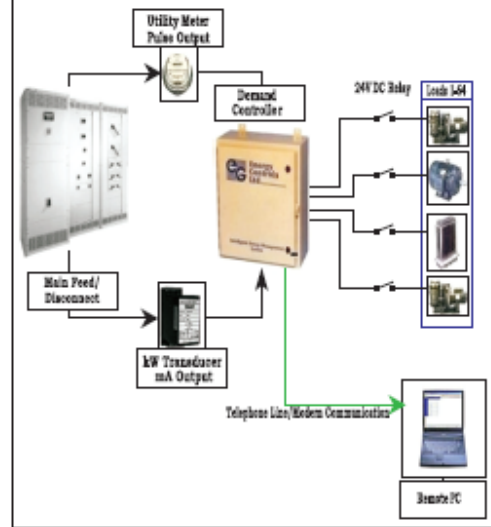 Utility Meter
Pulse Output
Demand
Controller
24V DC Relay
Loads 1-64
Energy
Controls
Main Feed/
Disconnect
kW Transducer
mA Output
Telephone Line/Modem Communication
Remote PC